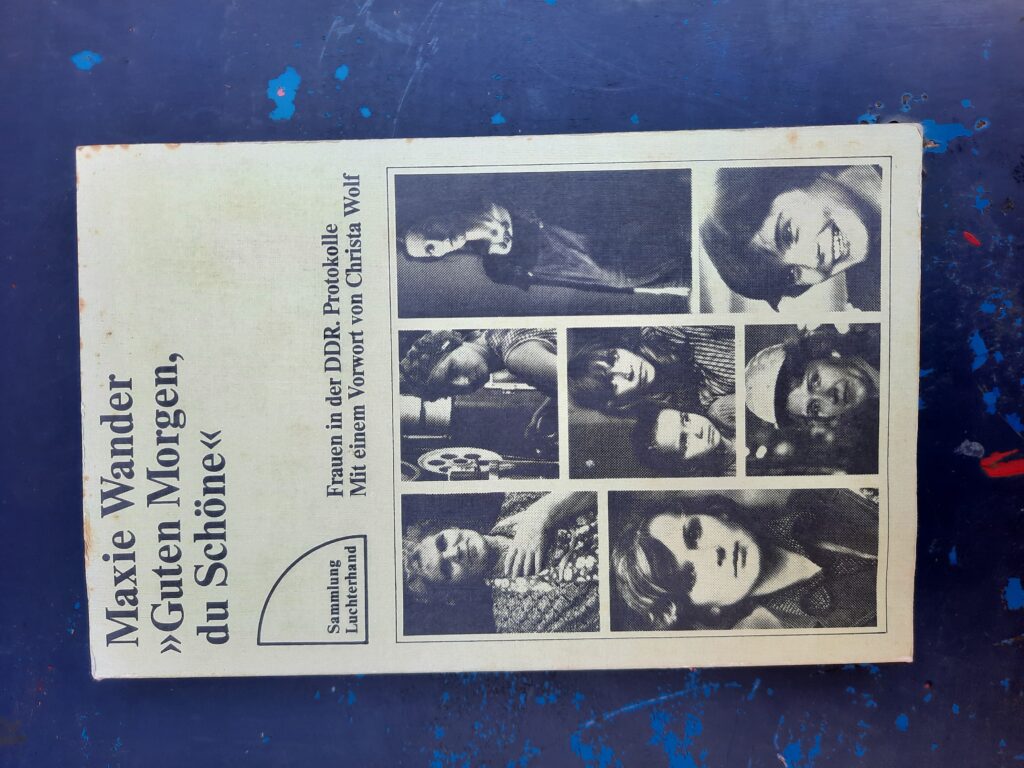 Maxie Wander
»Guten Morgen,
du Schöne«
Frauen in der DDR. Protokolle
Mit einem Vorwort von Christa Wolf
Sammlung
Luchterhand